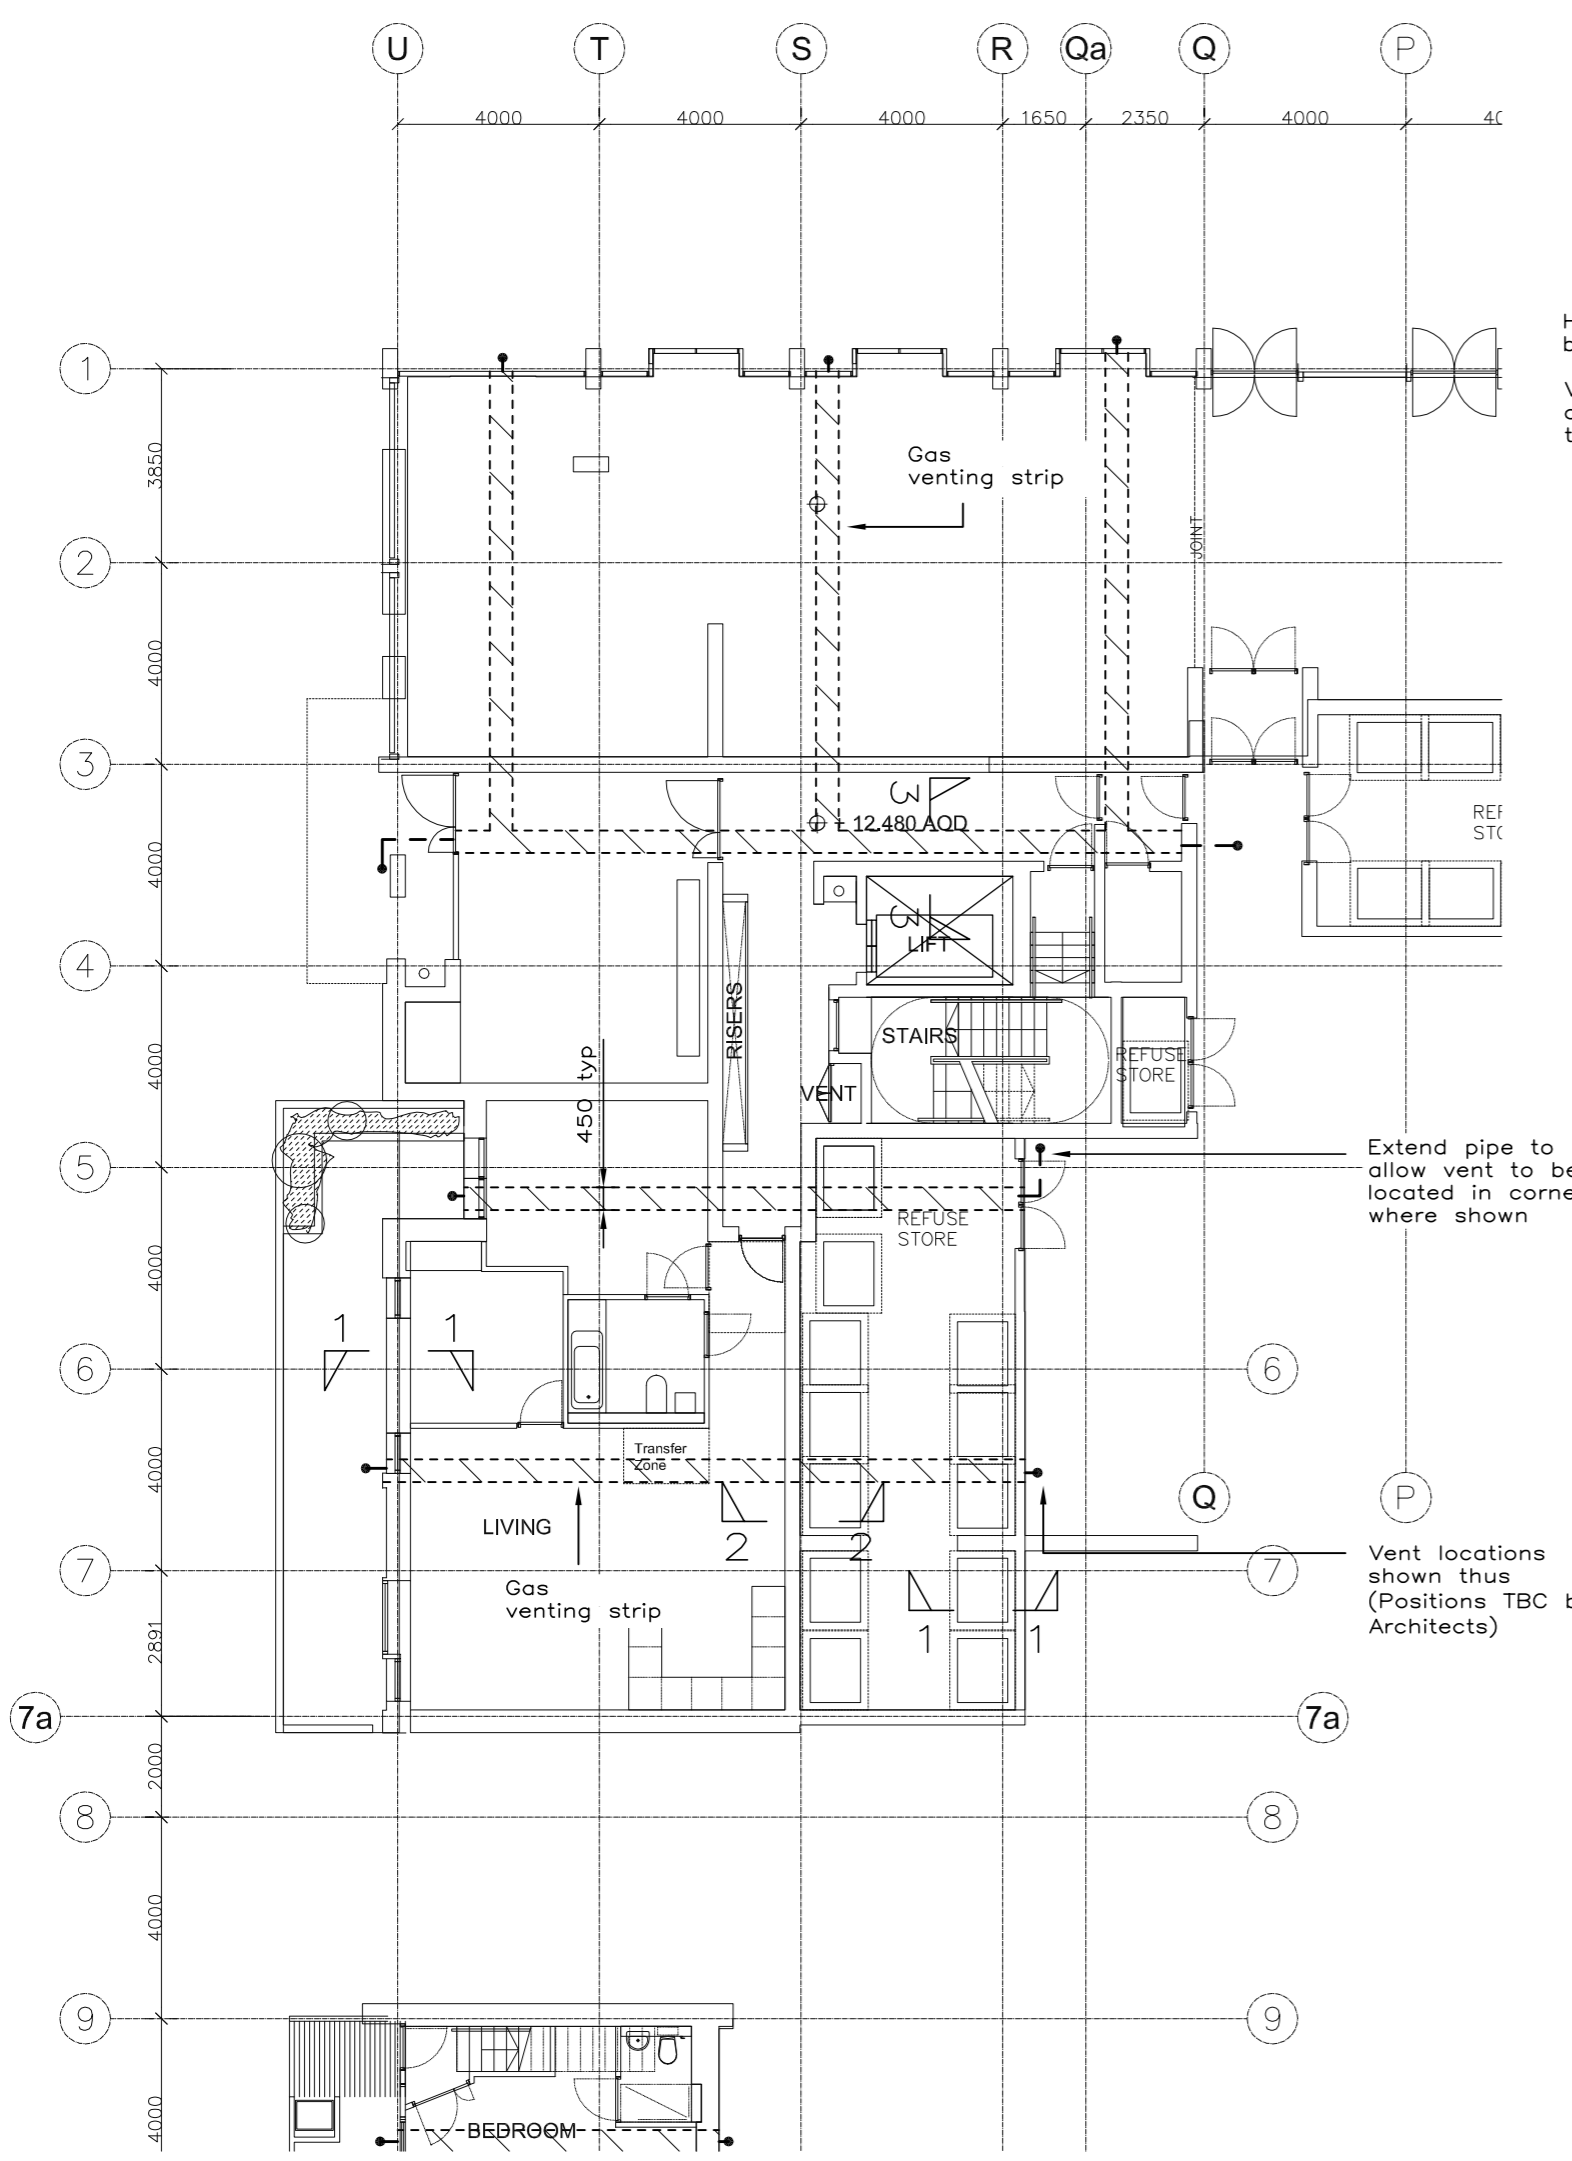 U T S R Qa Q P
4000 4000 4000 1650 2350 4000 40
1
H
b
V
c
t
3850
Gas
venting strip
JOINT
2
4000
3
3
12.480 AOD
REF
STO
4000
3
LIFT
4
RISERS
STAIRS
4000
450 typ
REFUSE
STORE
VENT
Extend pipe to
allow vent to be
located in corne
where shown
5
REFUSE
STORE
4000
1 1
6 6
Transfer
Zone
4000
Q P
LIVING
2 2
Vent locations
shown thus
(Positions TBC b
Architects)
7 7
Gas
venting strip
2891
1 1
7a 7a
2000
8 8
4000
9 9
4000
BEDROOM